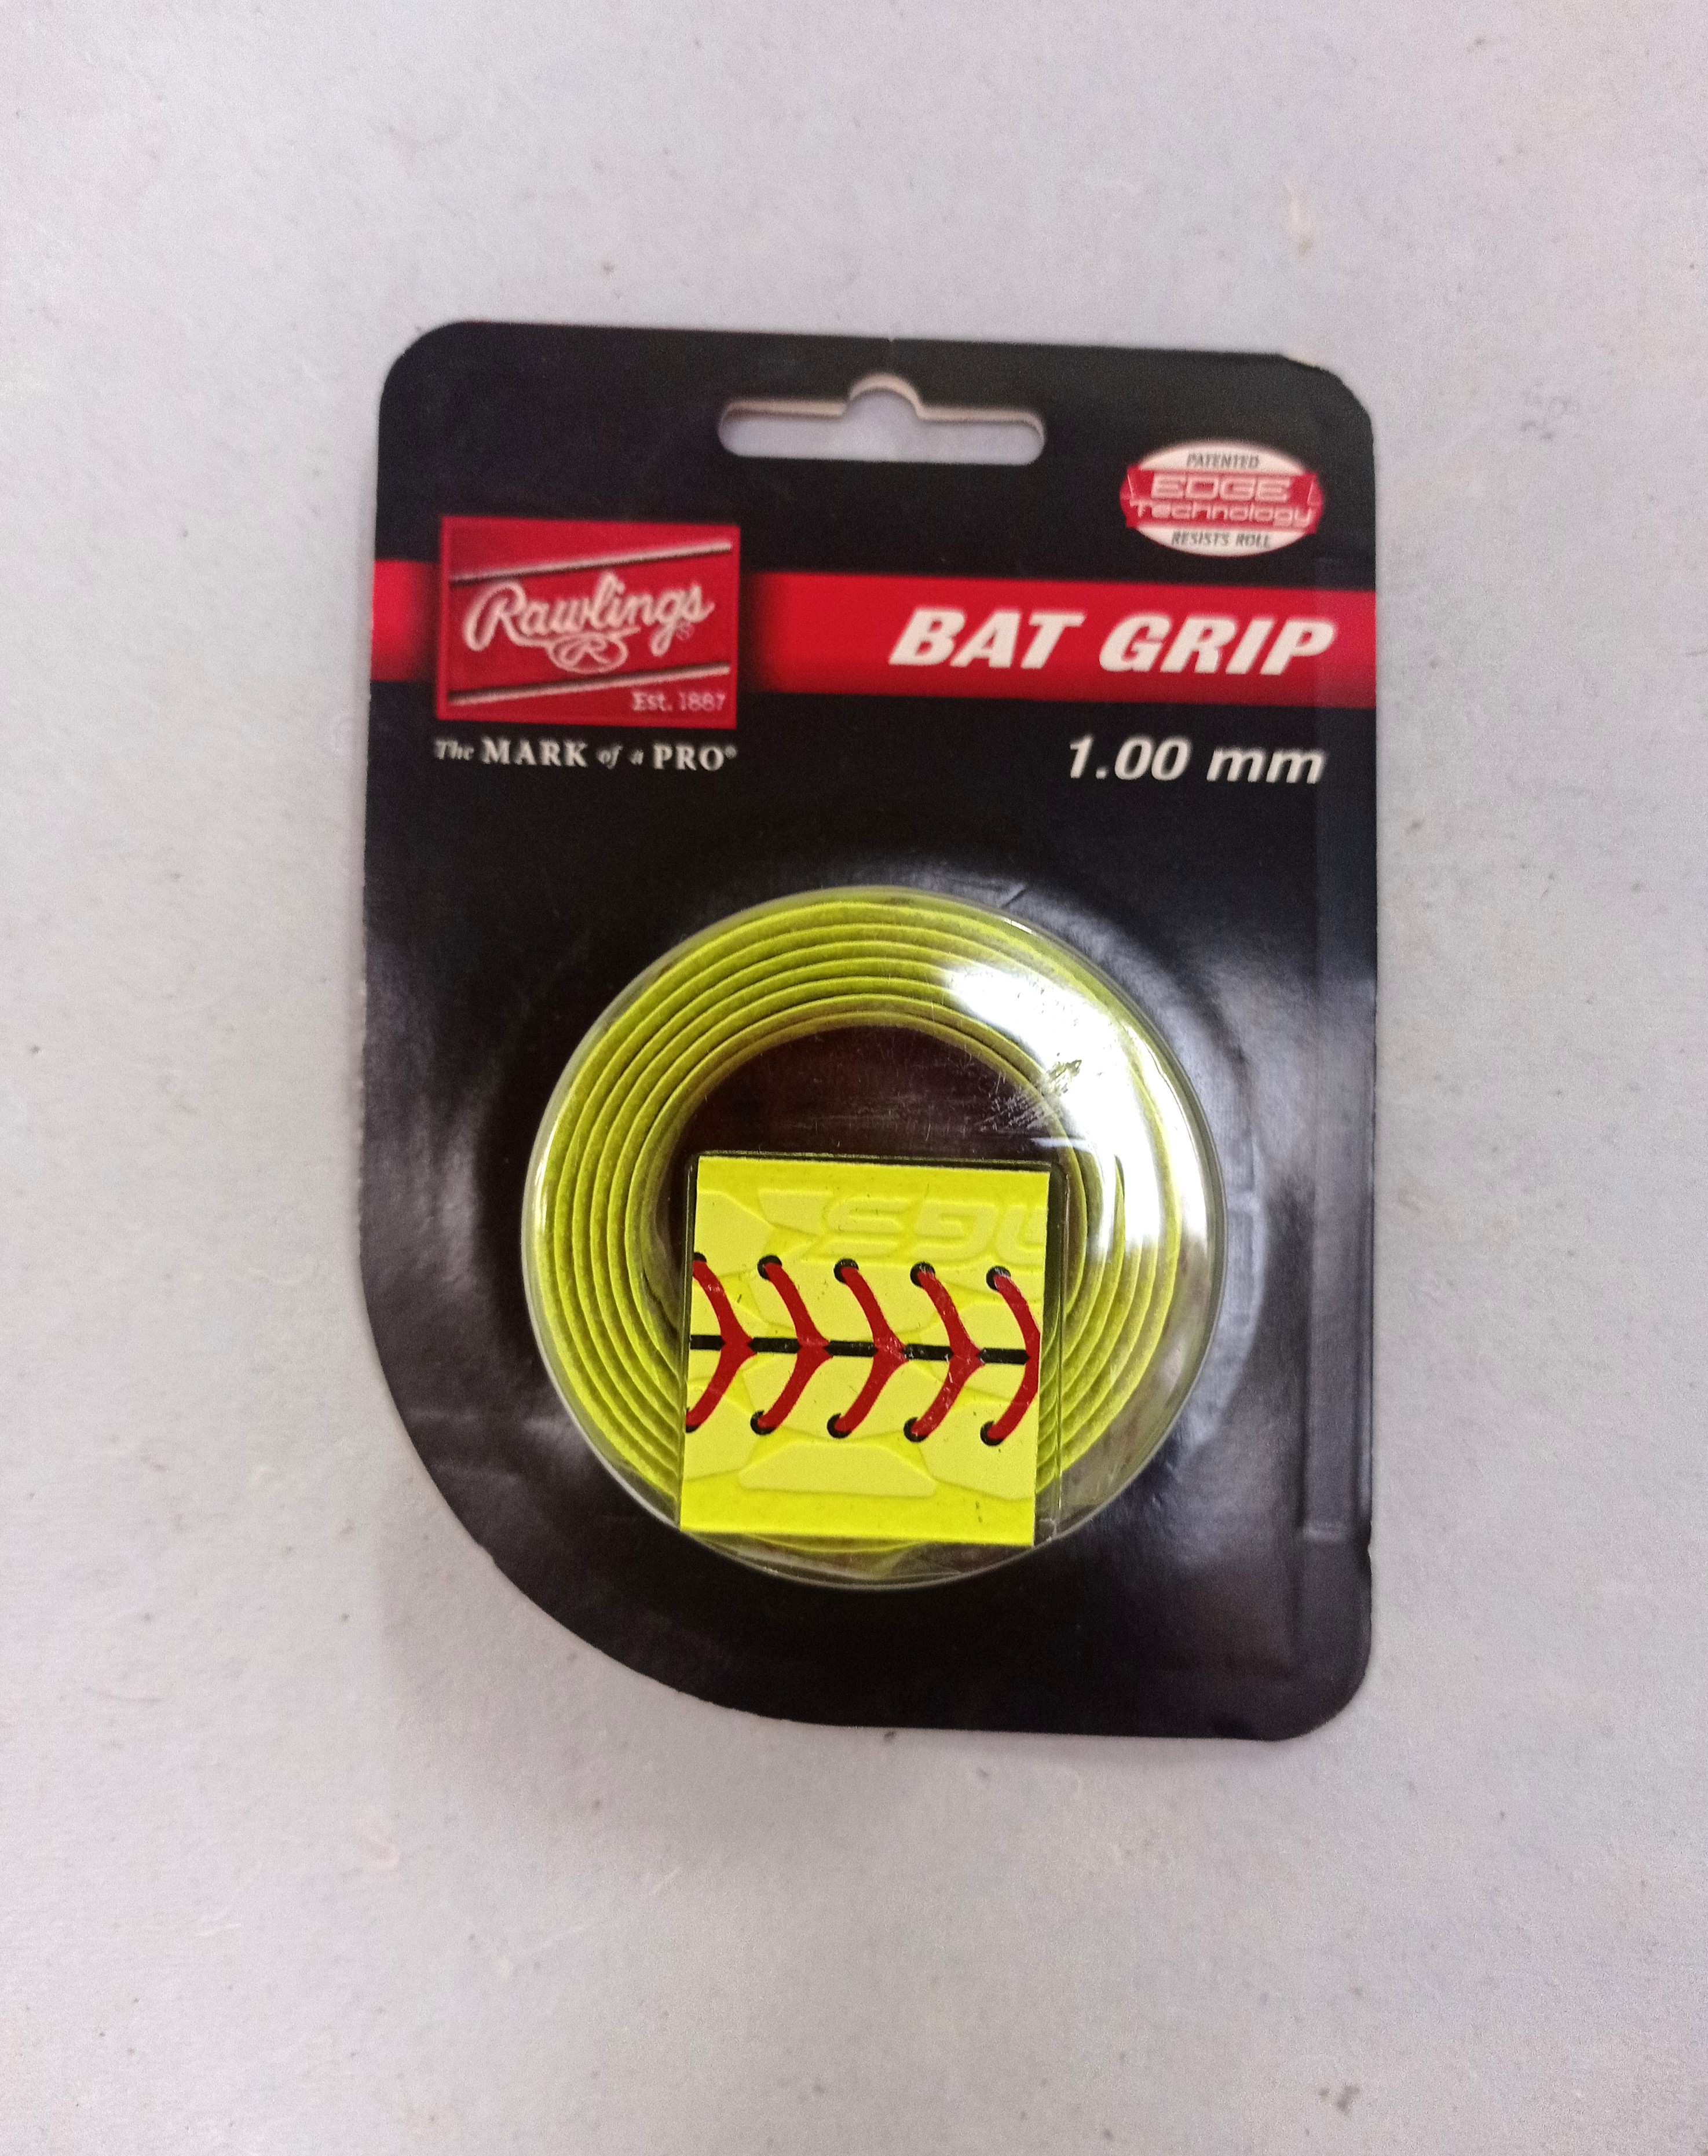 PATENTED
EDGE
Technology
RESISTS ROLL
Rawlings®
R
Est. 1887
The MARK of a PRO®
BAT GRIP
1.00 mm